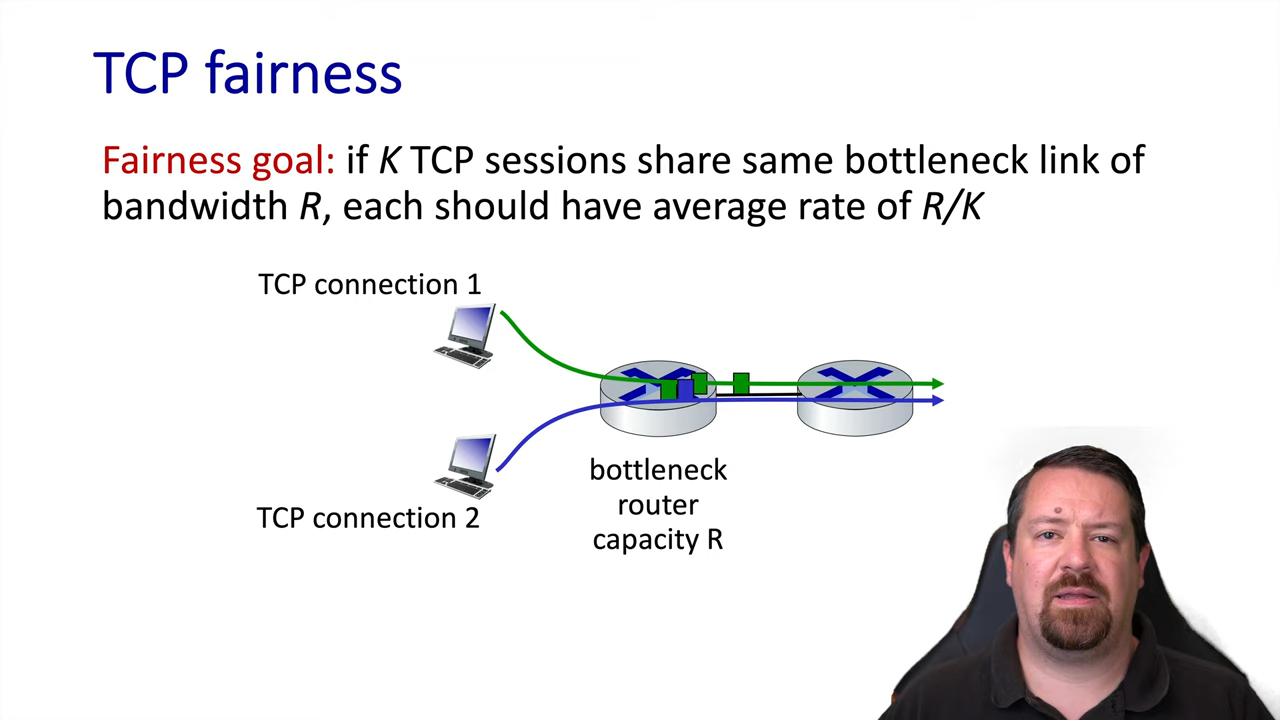 TCP fairness
Fairness goal: if K TCP sessions share same bottleneck link of
bandwidth R, each should have average rate of R/K
TCP connection 1
bottleneck
router
capacity R
TCP connection 2